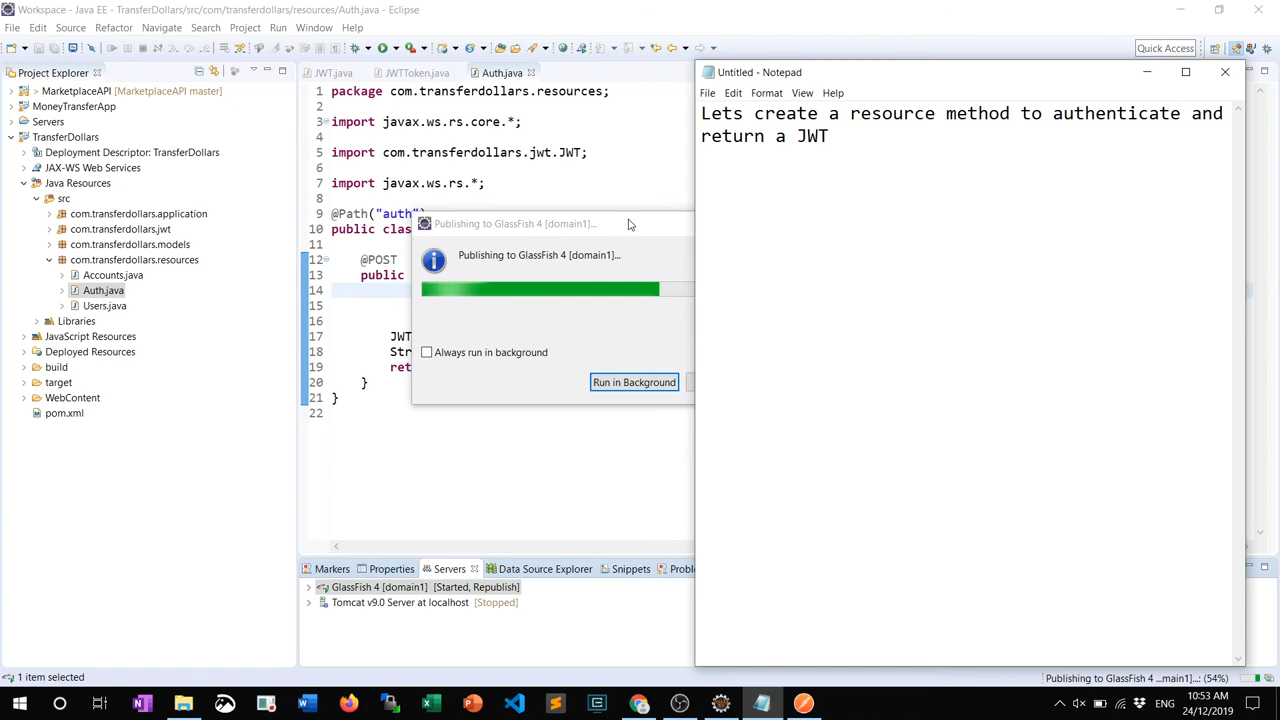 Workspace - Java EE - TransferDollars/src/com/transferdollars/resources/Auth.java - Eclipse
File Edit Source Refactor Navigate Search Project Run Window Help
Quick Access
Project Explorer
MarketplaceAPI [MarketplaceAPI master]
MoneyTransferApp
Servers
TransferDollars
Deployment Descriptor: TransferDollars
JAX-WS Web Services
Java Resources
src
com.transferdollars.application
com.transferdollars.jwt
com.transferdollars.models
com.transferdollars.resources
Accounts.java
Auth.java
Users.java
Libraries
JavaScript Resources
Deployed Resources
build
target
WebContent
pom.xml
JWT.java JWTToken.java Auth.java
1 package com.transferdollars.resources;
2
3 import javax.ws.rs.core.*;
4
5 import com.transferdollars.jwt.JWT;
6
7 import javax.ws.rs.*;
8
9 @Path("auth")
10 public class
11
12 @POST
13 public
14
15
16
17 JWT
18 Str
19 ret
20 }
21 }
22
Publishing to GlassFish 4 [domain1]...
Publishing to GlassFish 4 [domain1]...
Always run in background
Run in Background
Untitled - Notepad
File Edit Format View Help
Lets create a resource method to authenticate and
return a JWT
Markers Properties Servers Data Source Explorer Snippets Probl
GlassFish 4 [domain1] [Started, Republish]
Tomcat v9.0 Server at localhost [Stopped]
1 item selected
Publishing to GlassFish 4 ...main1]...: (54%)
ENG
10:53 AM
24/12/2019